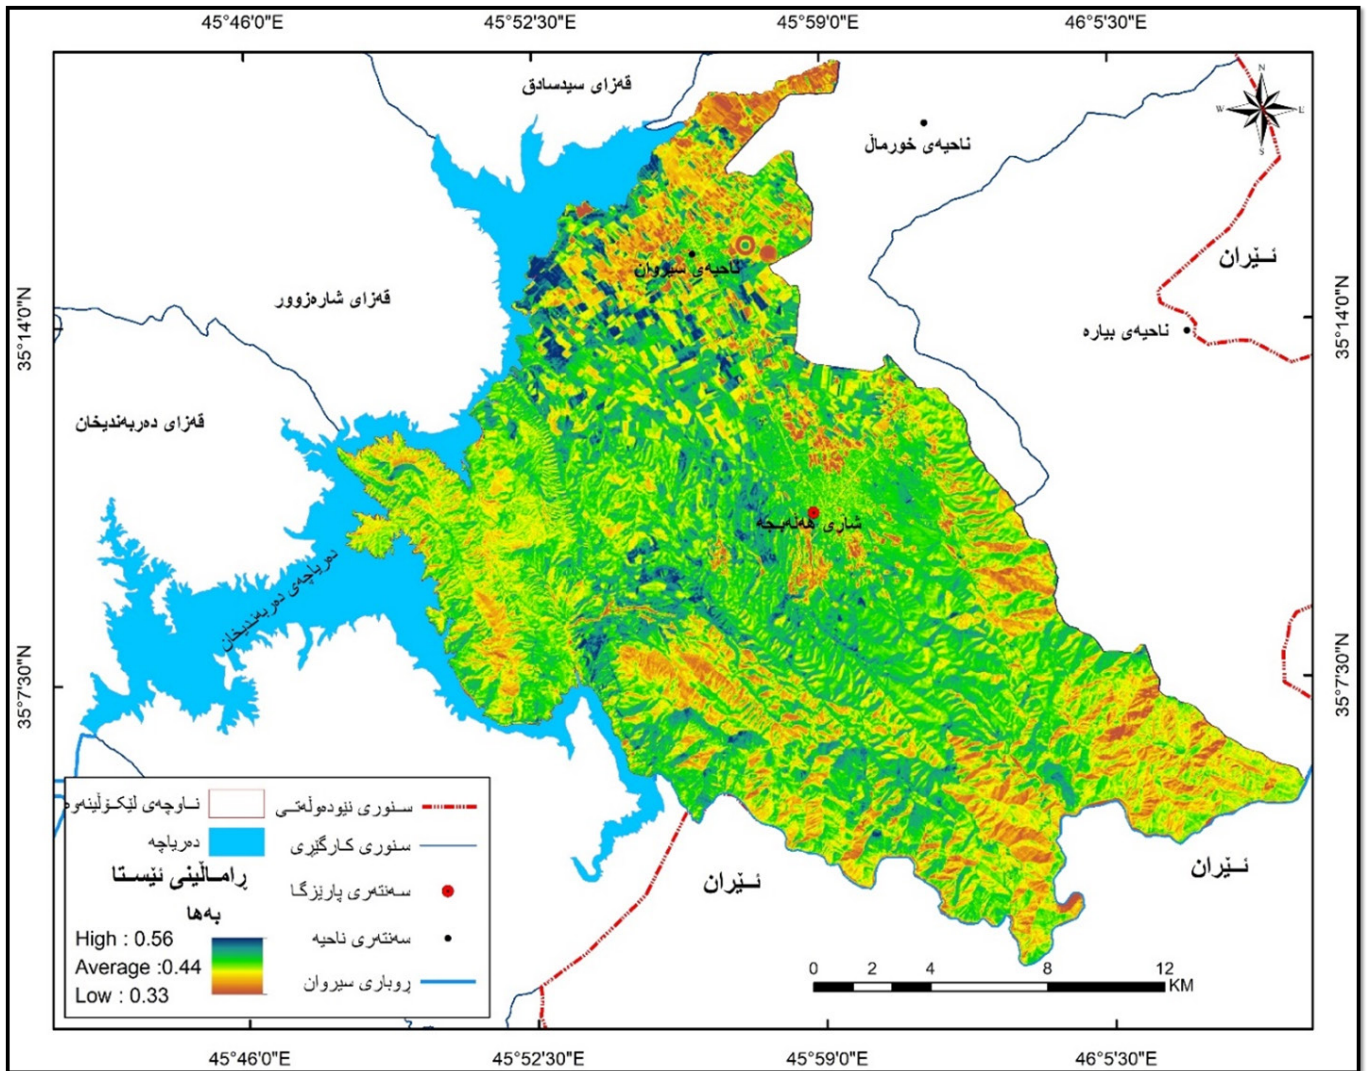 45°46'0"E
45°52'30"E
45°59'0"E
46°5'30"E
قەزای سیدسادق
N
W
E
S
ناحیەی خورماڵ
ئـێران
ناحیەی سیروان
قەزای شارەزوور
35°14'0"N
35°14'0"N
ناحیەی بیارە
قەزای دەربەندیخان
شاری هەڵەبجە
دەریاچەی دەربەندیخان
35°7'30"N
35°7'30"N
ناوچەی لێکۆڵینەوە
سنوری نێودەوڵەتی
دەریاچە
سنوری کارگێری
ڕاماڵینی ئێستا
سەنتەری پارێزگا
بەها
سەنتەری ناحیە
High : 0.56
Average :0.44
Low : 0.33
ڕوباری سیروان
ئـێران
ئـێران
0 2 4 8 12
KM
45°46'0"E
45°52'30"E
45°59'0"E
46°5'30"E